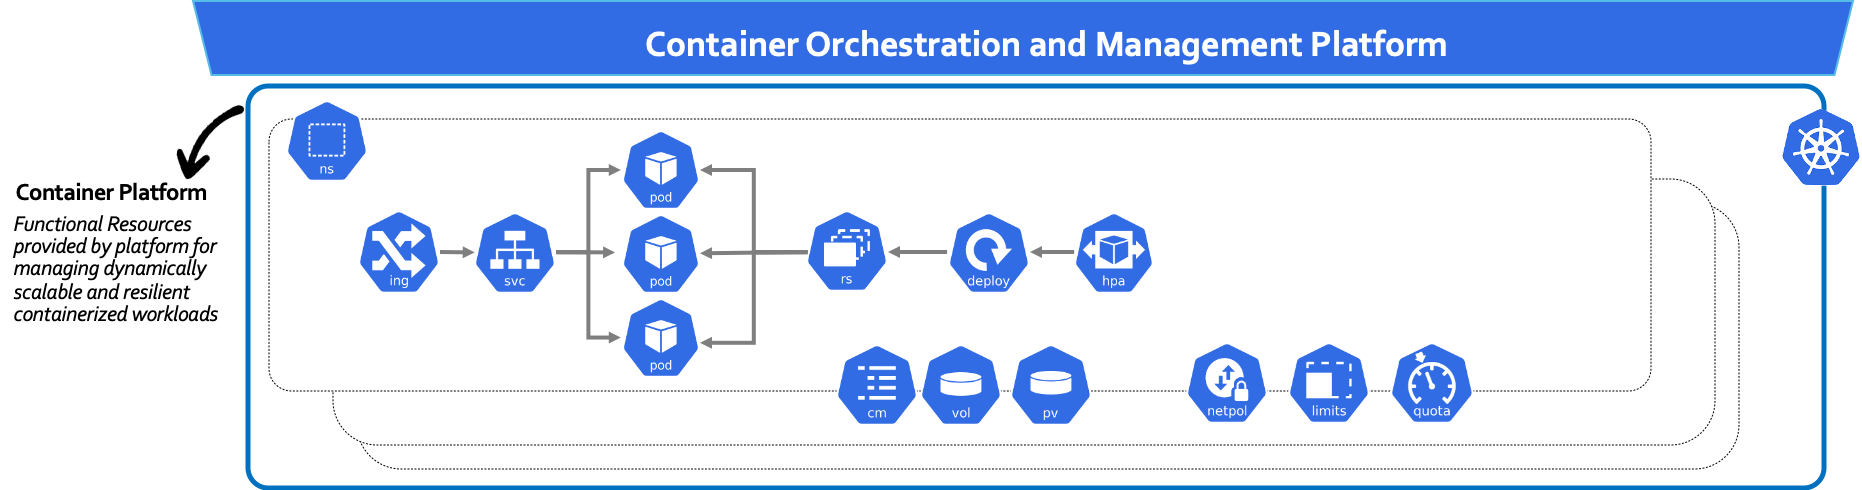 Container Orchestration and Management Platform
ns
Container Platform
Functional Resources
provided by platform for
managing dynamically
scalable and resilient
containerized workloads
pod
ing
svc
pod
rs
deploy
hpa
pod
cm
vol
pv
netpol
limits
quota